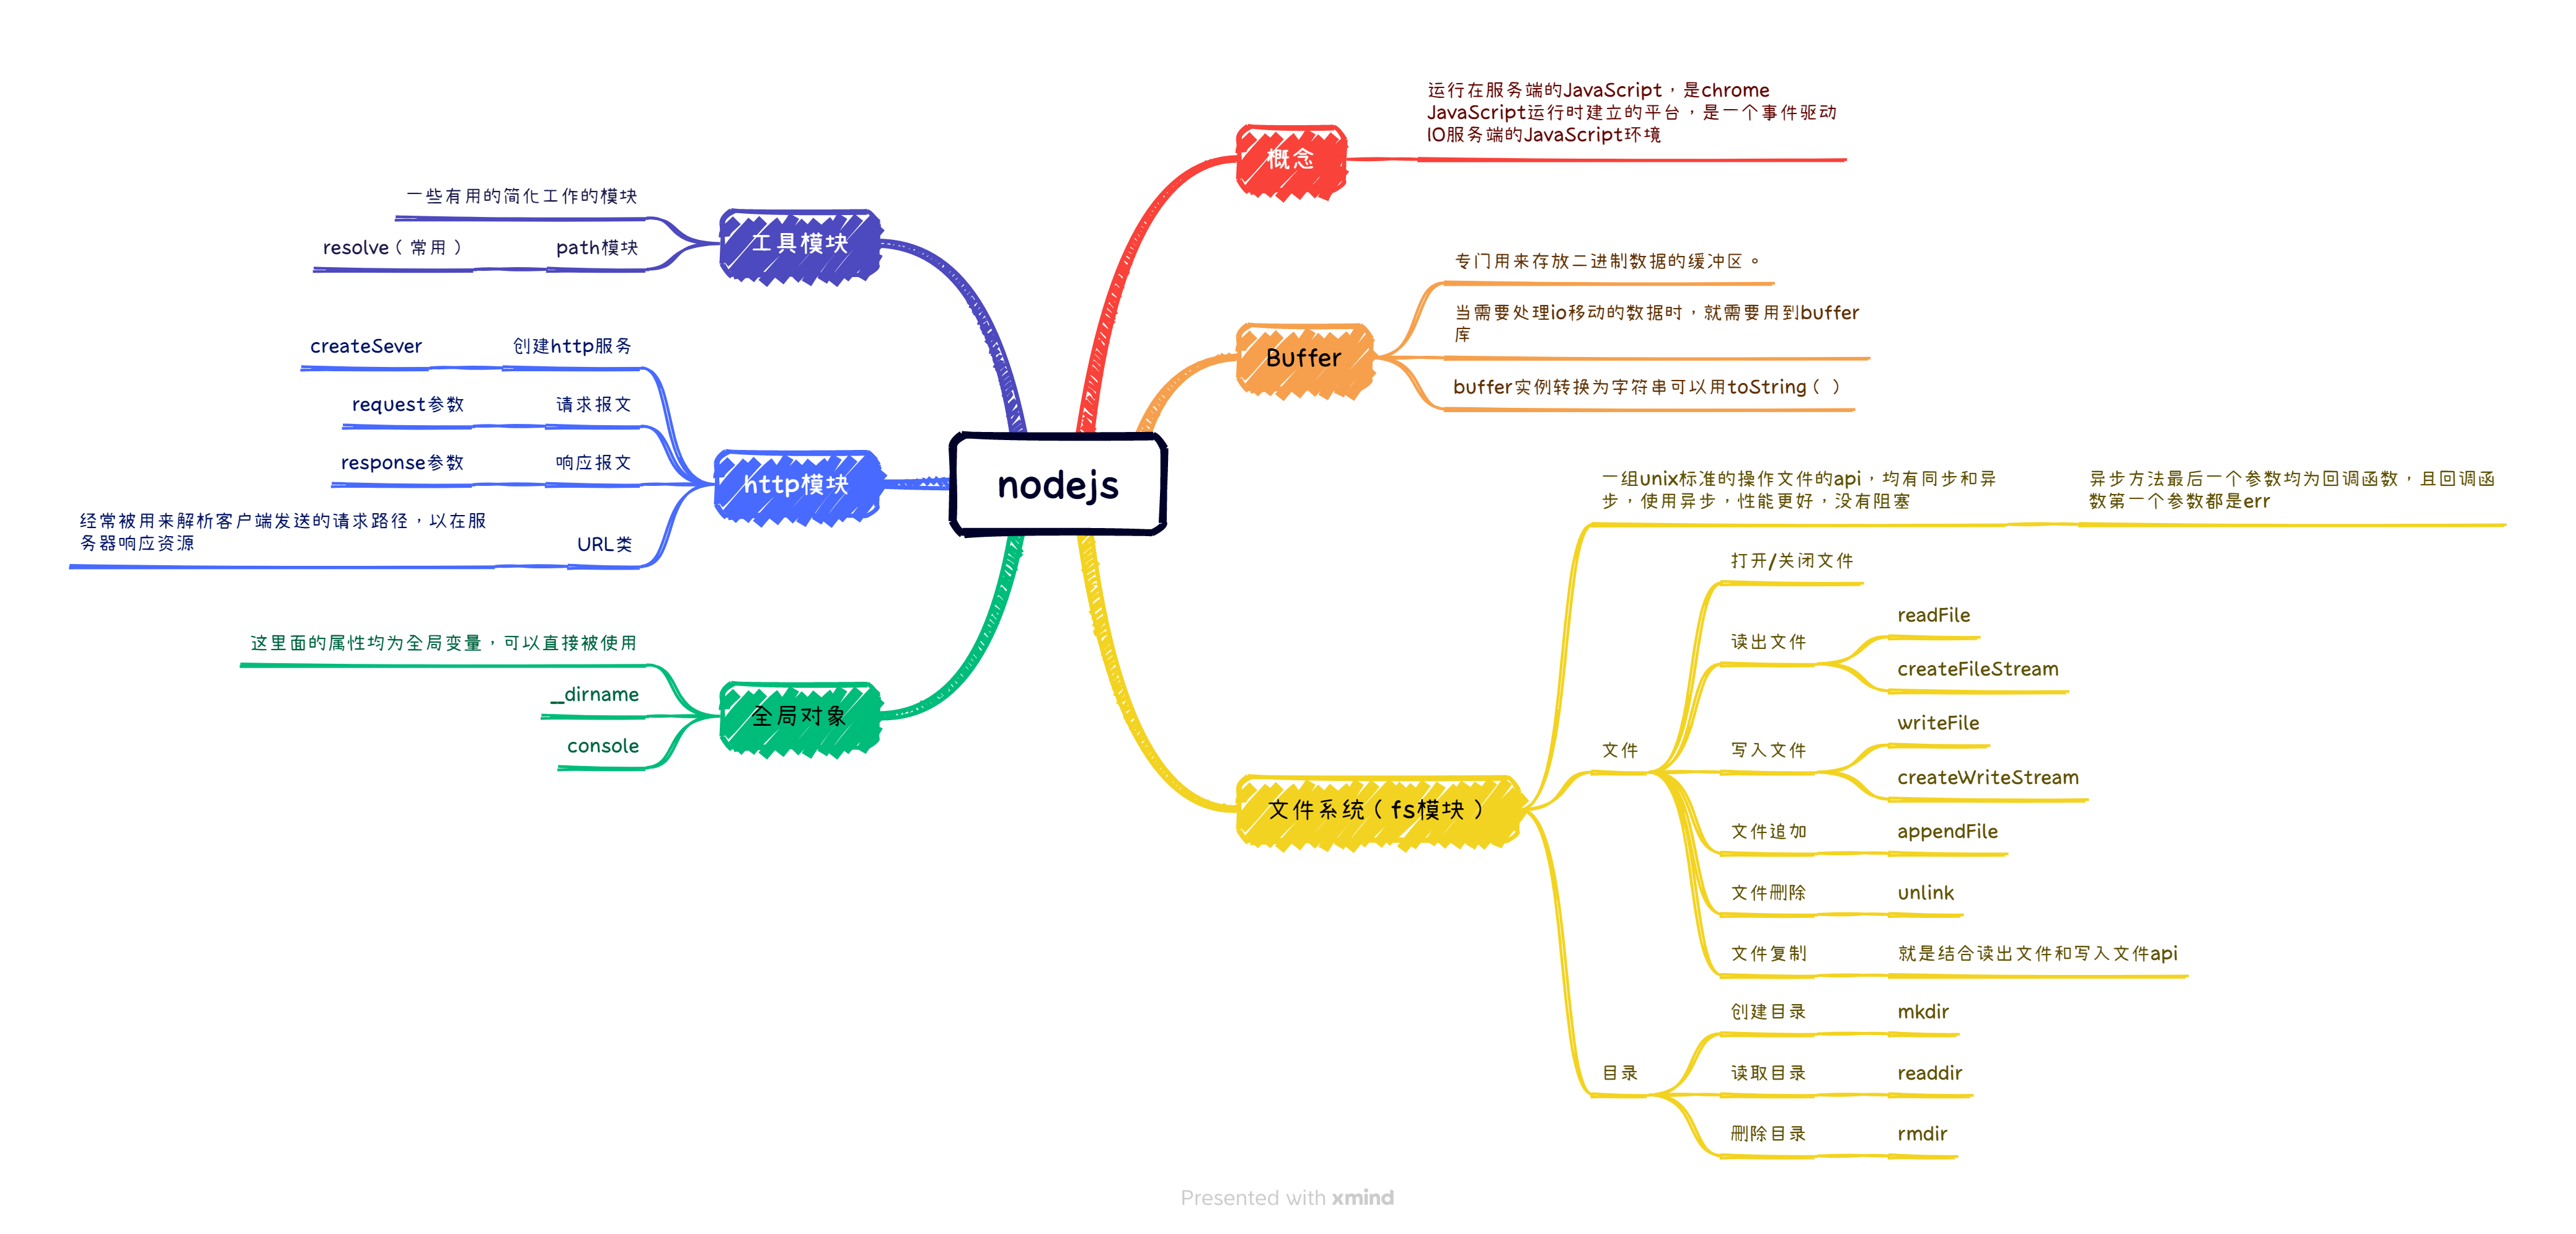 nodejs
概念
运行在服务端的JavaScript，是chrome
JavaScript运行时建立的平台，是一个事件驱动
IO服务端的JavaScript环境
Buffer
专门用来存放二进制数据的缓冲区。
当需要处理io移动的数据时，就需要用到buffer
库
buffer实例转换为字符串可以用toString（）
文件系统（fs模块）
一组unix标准的操作文件的api，均有同步和异
步，使用异步，性能更好，没有阻塞
异步方法最后一个参数均为回调函数，且回调函
数第一个参数都是err
文件
打开/关闭文件
读出文件
readFile
createFileStream
写入文件
writeFile
createWriteStream
文件追加
appendFile
文件删除
unlink
文件复制
就是结合读出文件和写入文件api
目录
创建目录
mkdir
读取目录
readdir
删除目录
rmdir
工具模块
一些有用的简化工作的模块
path模块
resolve（常用）
http模块
创建http服务
createSever
请求报文
request参数
响应报文
response参数
URL类
经常被用来解析客户端发送的请求路径，以在服
务器响应资源
全局对象
这里面的属性均为全局变量，可以直接被使用
__dirname
console
Presented with xmind